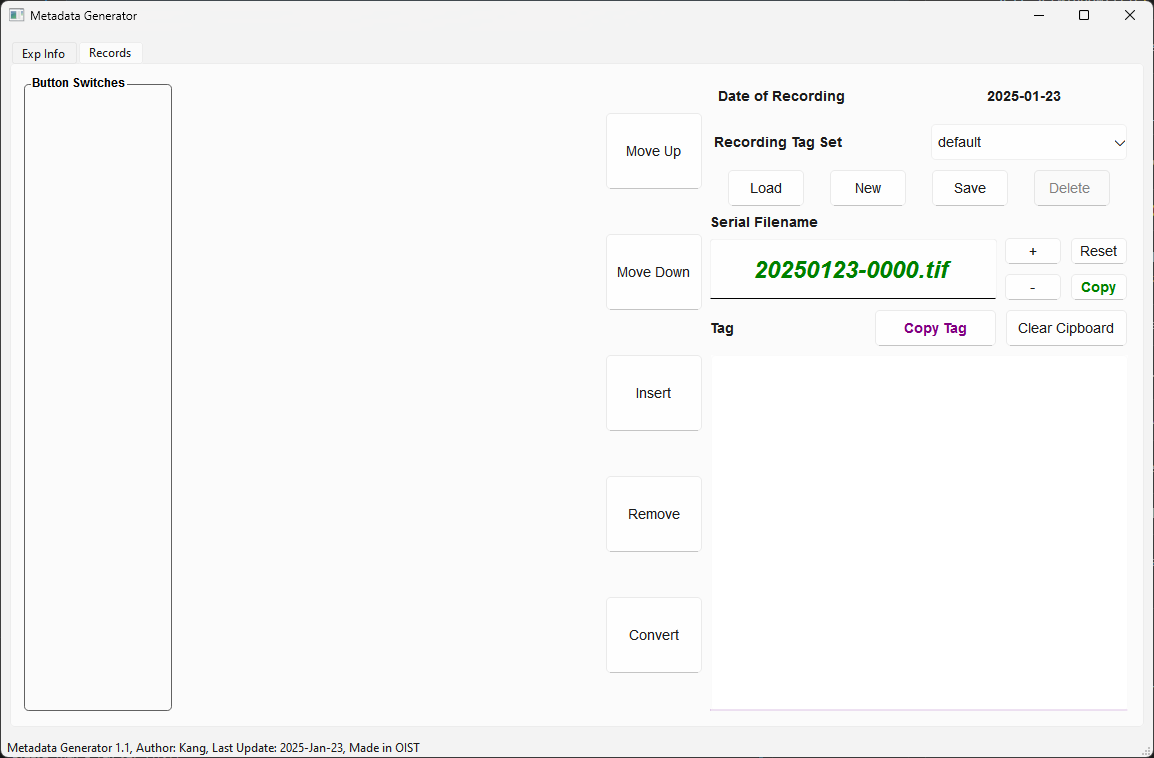 Metadata Generator
Exp Info Records
Button Switches
Move Up
Move Down
Insert
Remove
Convert
Date of Recording 2025-01-23
Recording Tag Set default
Load New Save Delete
Serial Filename
20250123-0000.tif
+ Reset
- Copy
Tag Copy Tag Clear Cipboard
Metadata Generator 1.1, Author: Kang, Last Update: 2025-Jan-23, Made in OIST